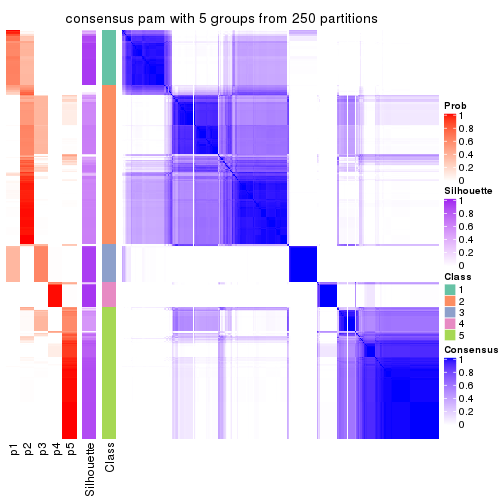 consensus pam with 5 groups from 250 partitions
Prob
1
0.8
0.6
0.4
0.2
0
Silhouette
1
0.8
0.6
0.4
0.2
0
Class
1
2
3
4
5
Consensus
1
0.8
0.6
0.4
0.2
0
p1
p2
p3
p4
p5
Silhouette
Class